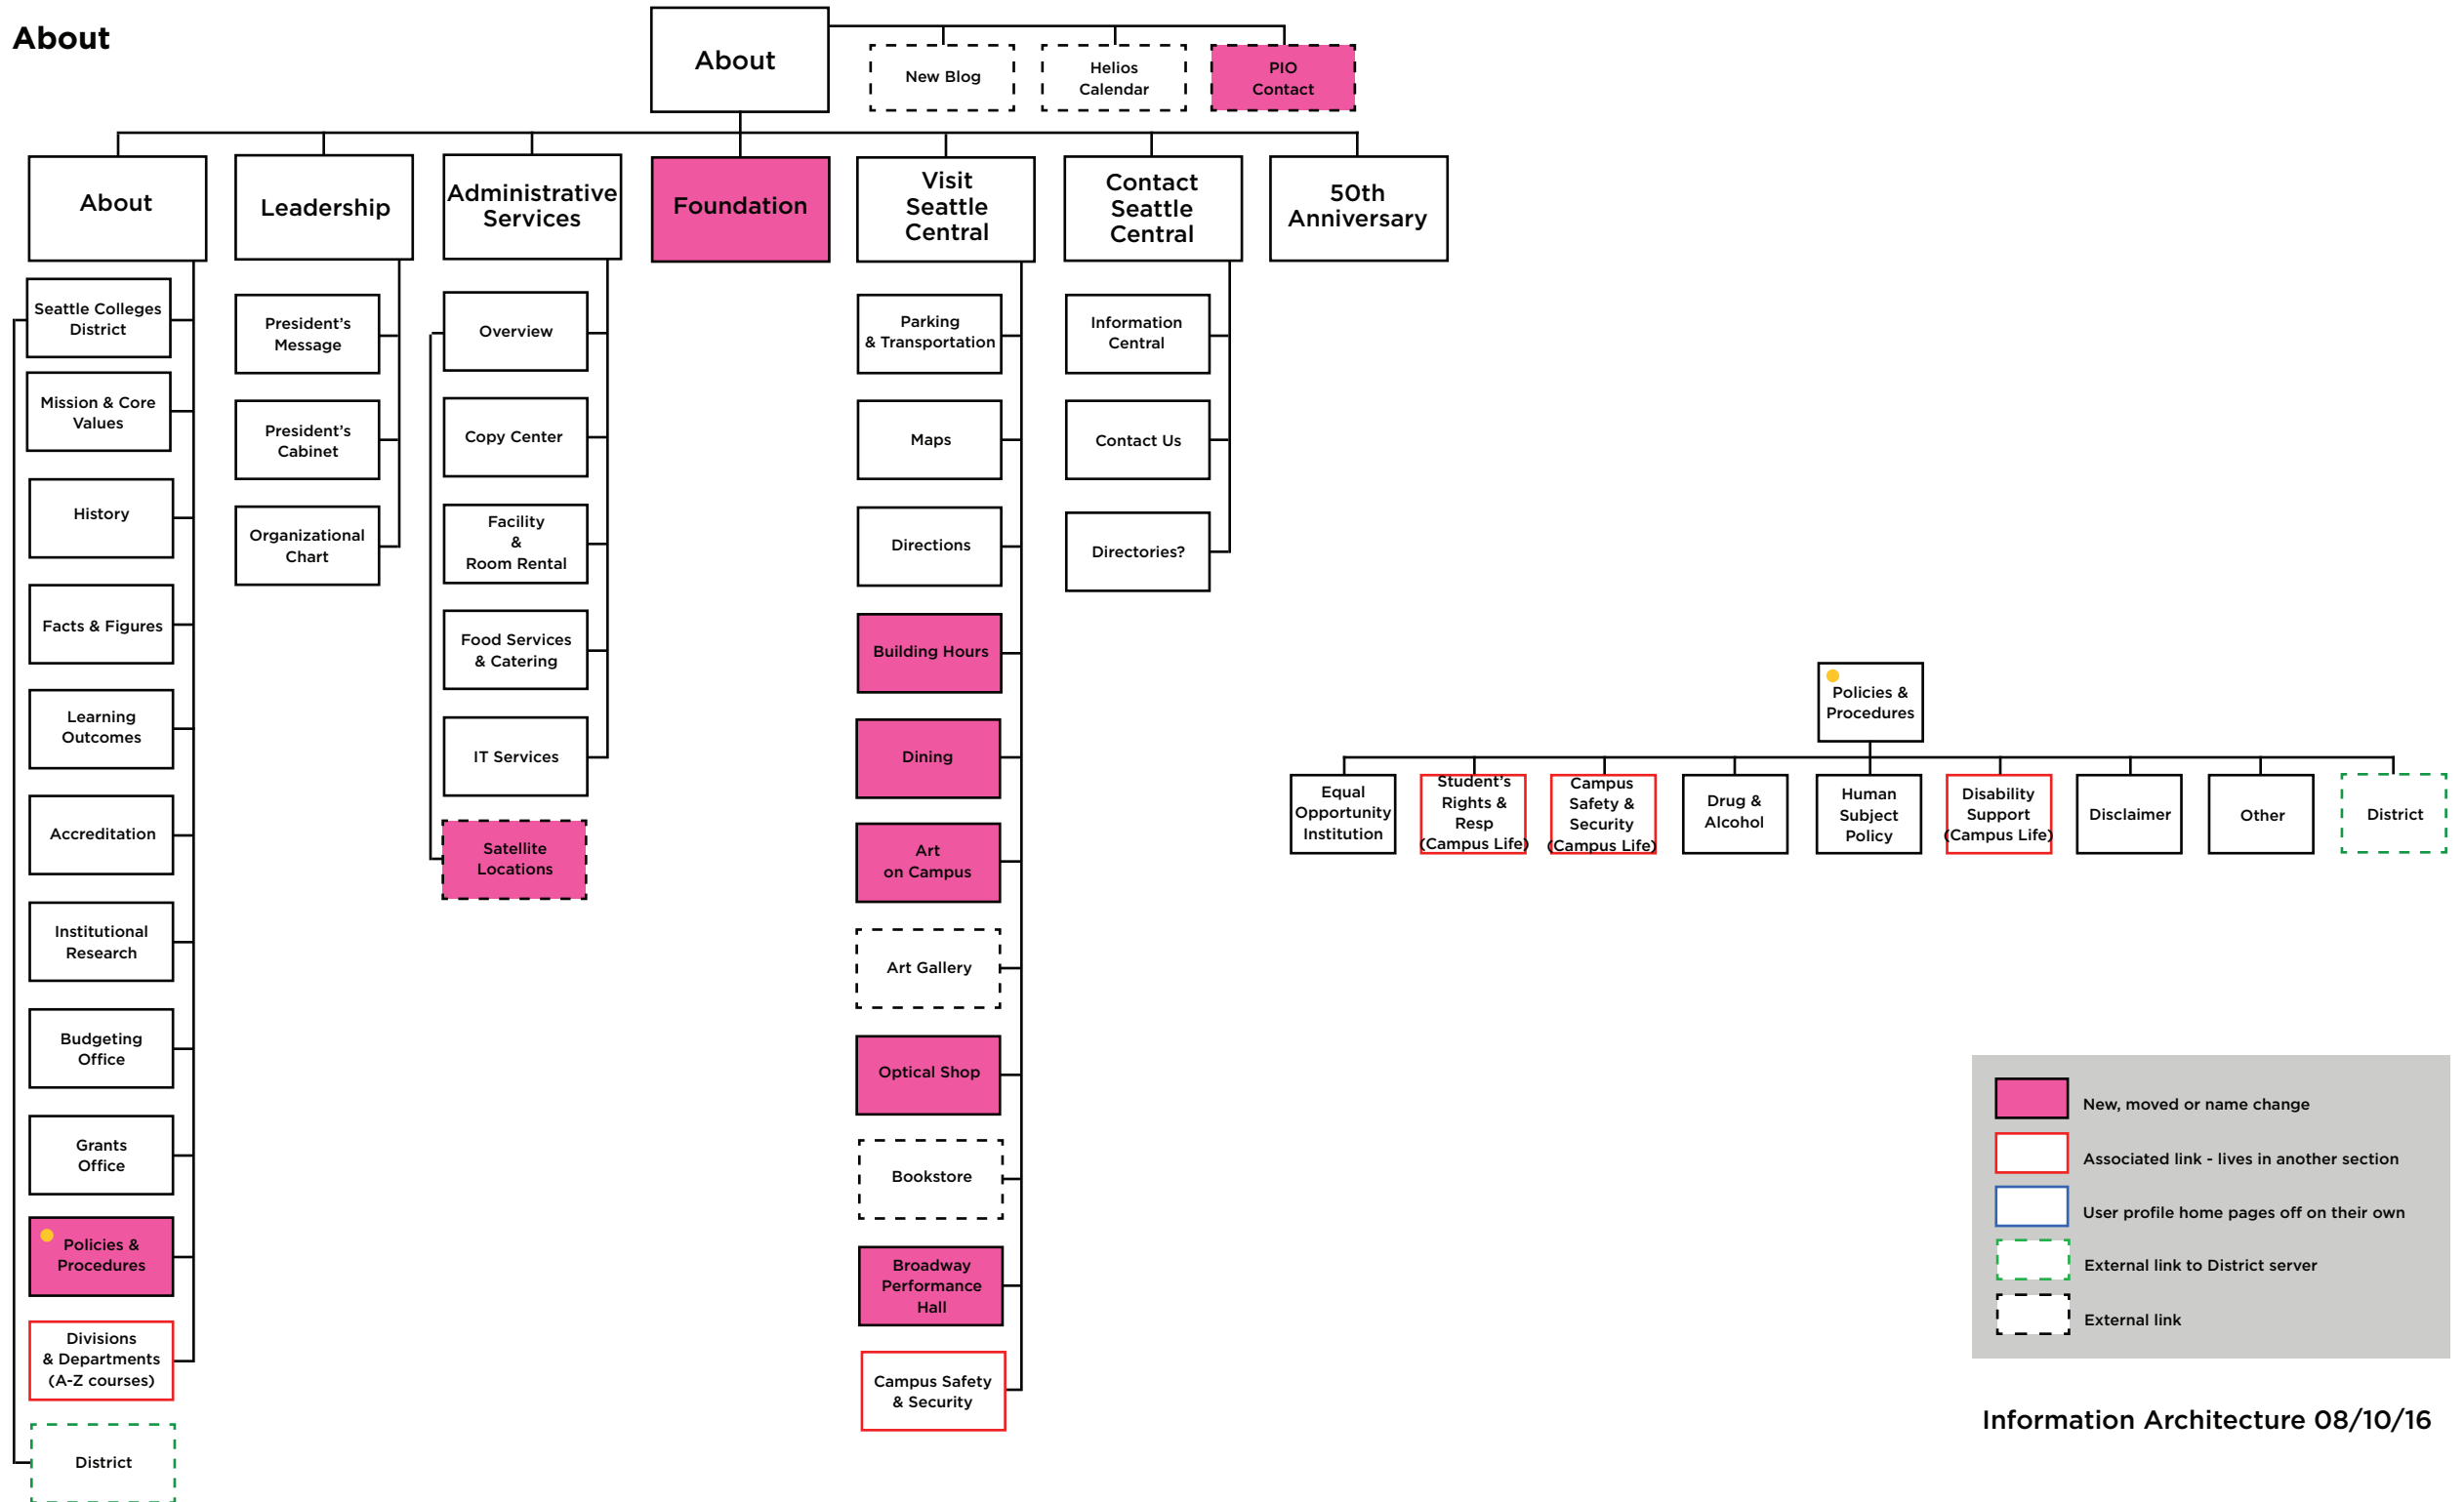 About
About
New Blog
Helios
Calendar
PIO
Contact
About
Leadership
Administrative
Services
Foundation
Visit
Seattle
Central
Contact
Seattle
Central
50th
Anniversary
Seattle Colleges
District
Mission & Core
Values
History
Facts & Figures
Learning
Outcomes
Accreditation
Institutional
Research
Budgeting
Office
Grants
Office
Policies &
Procedures
Divisions
& Departments
(A-Z courses)
District
President’s
Message
President’s
Cabinet
Organizational
Chart
Overview
Copy Center
Facility
&
Room Rental
Food Services
& Catering
IT Services
Satellite
Locations
Parking
& Transportation
Maps
Directions
Building Hours
Dining
Art
on Campus
Art Gallery
Optical Shop
Bookstore
Broadway
Performance
Hall
Campus Safety
& Security
Information
Central
Contact Us
Directories?
Policies &
Procedures
Equal
Opportunity
Institution
Student’s
Rights &
Resp
(Campus Life)
Campus
Safety &
Security
(Campus Life)
Drug &
Alcohol
Human
Subject
Policy
Disability
Support
(Campus Life)
Disclaimer
Other
District
New, moved or name change
Associated link - lives in another section
User profile home pages off on their own
External link to District server
External link
Information Architecture 08/10/16